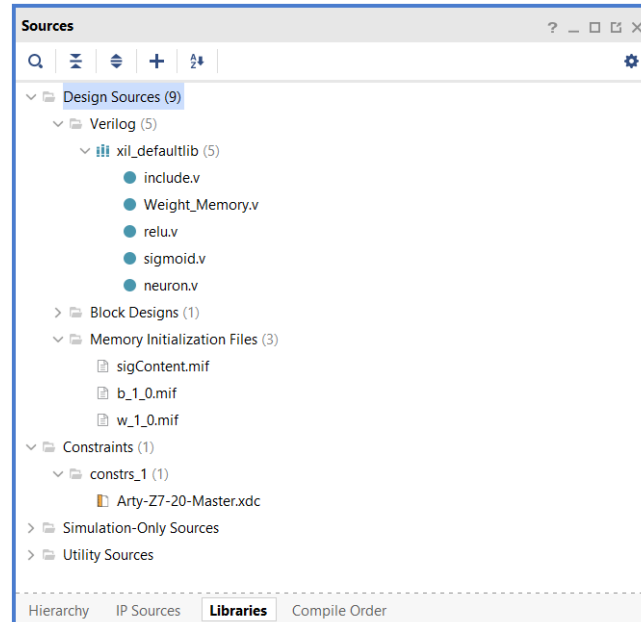 Sources
Design Sources (9)
Verilog (5)
xil_defaultlib (5)
include.v
Weight_Memory.v
relu.v
sigmoid.v
neuron.v
Block Designs (1)
Memory Initialization Files (3)
sigContent.mif
b_1_0.mif
w_1_0.mif
Constraints (1)
constrs_1 (1)
Arty-Z7-20-Master.xdc
Simulation-Only Sources
Utility Sources
Hierarchy IP Sources Libraries Compile Order